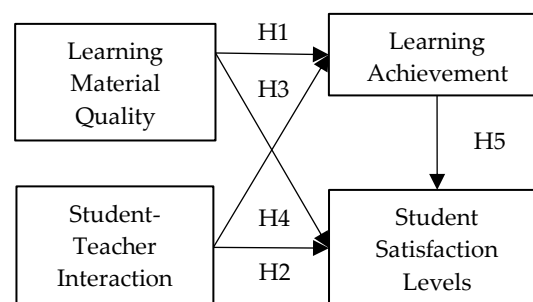 Learning
Material
Quality
H1
H3
Learning
Achievement
H5
Student-
Teacher
Interaction
H4
H2
Student
Satisfaction
Levels